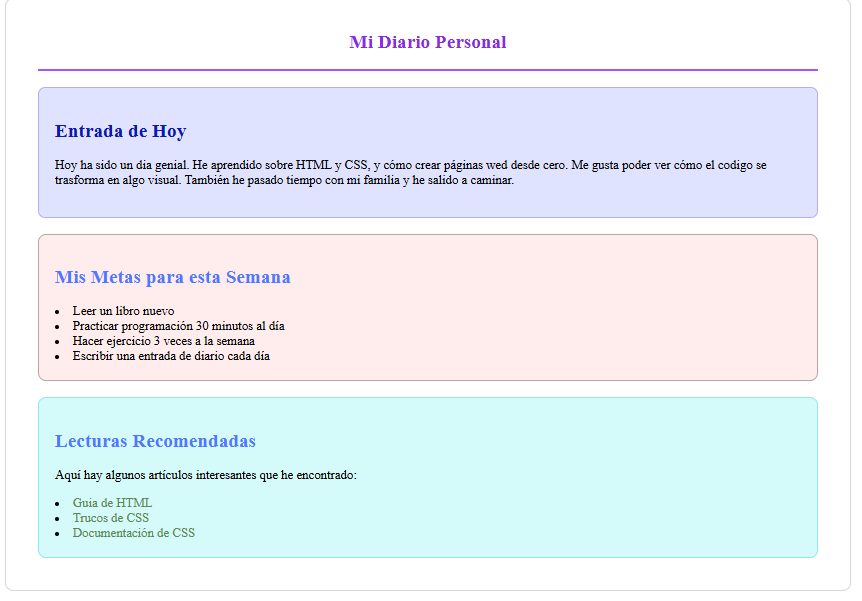 Mi Diario Personal
Entrada de Hoy
Hoy ha sido un día genial. He aprendido sobre HTML y CSS, y cómo crear páginas wed desde cero. Me gusta poder ver cómo el codigo se
trasforma en algo visual. También he pasado tiempo con mi familia y he salido a caminar.
Mis Metas para esta Semana
Leer un libro nuevo
Practicar programación 30 minutos al día
Hacer ejercicio 3 veces a la semana
Escribir una entrada de diario cada día
Lecturas Recomendadas
Aquí hay algunos artículos interesantes que he encontrado:
Guía de HTML
Trucos de CSS
Documentación de CSS